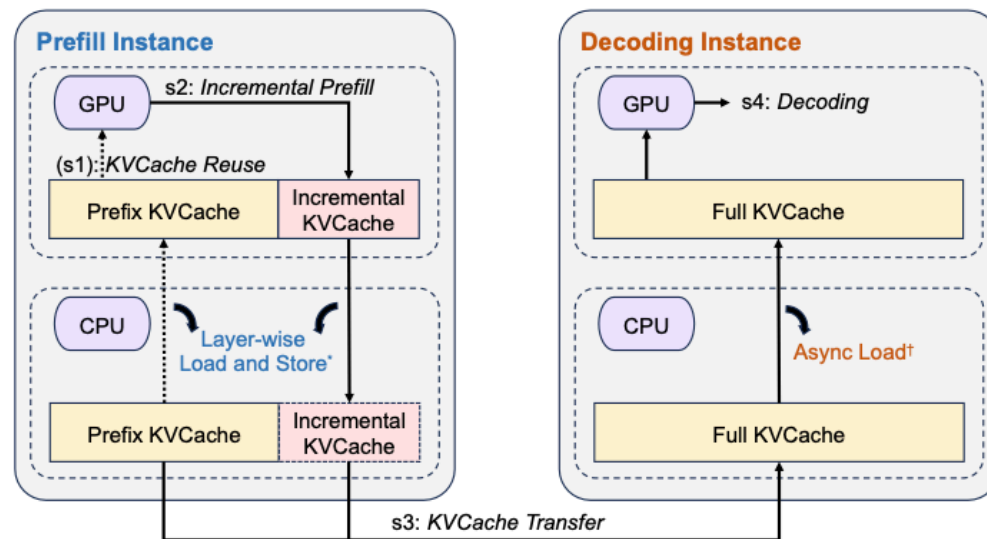 Prefill Instance
GPU
s2: Incremental Prefill
(s1): KVCache Reuse
Prefix KVCache
Incremental
KVCache
CPU
Layer-wise
Load and Store*
Prefix KVCache
Incremental
KVCache
Decoding Instance
GPU
s4: Decoding
Full KVCache
CPU
Async Load†
Full KVCache
s3: KVCache Transfer